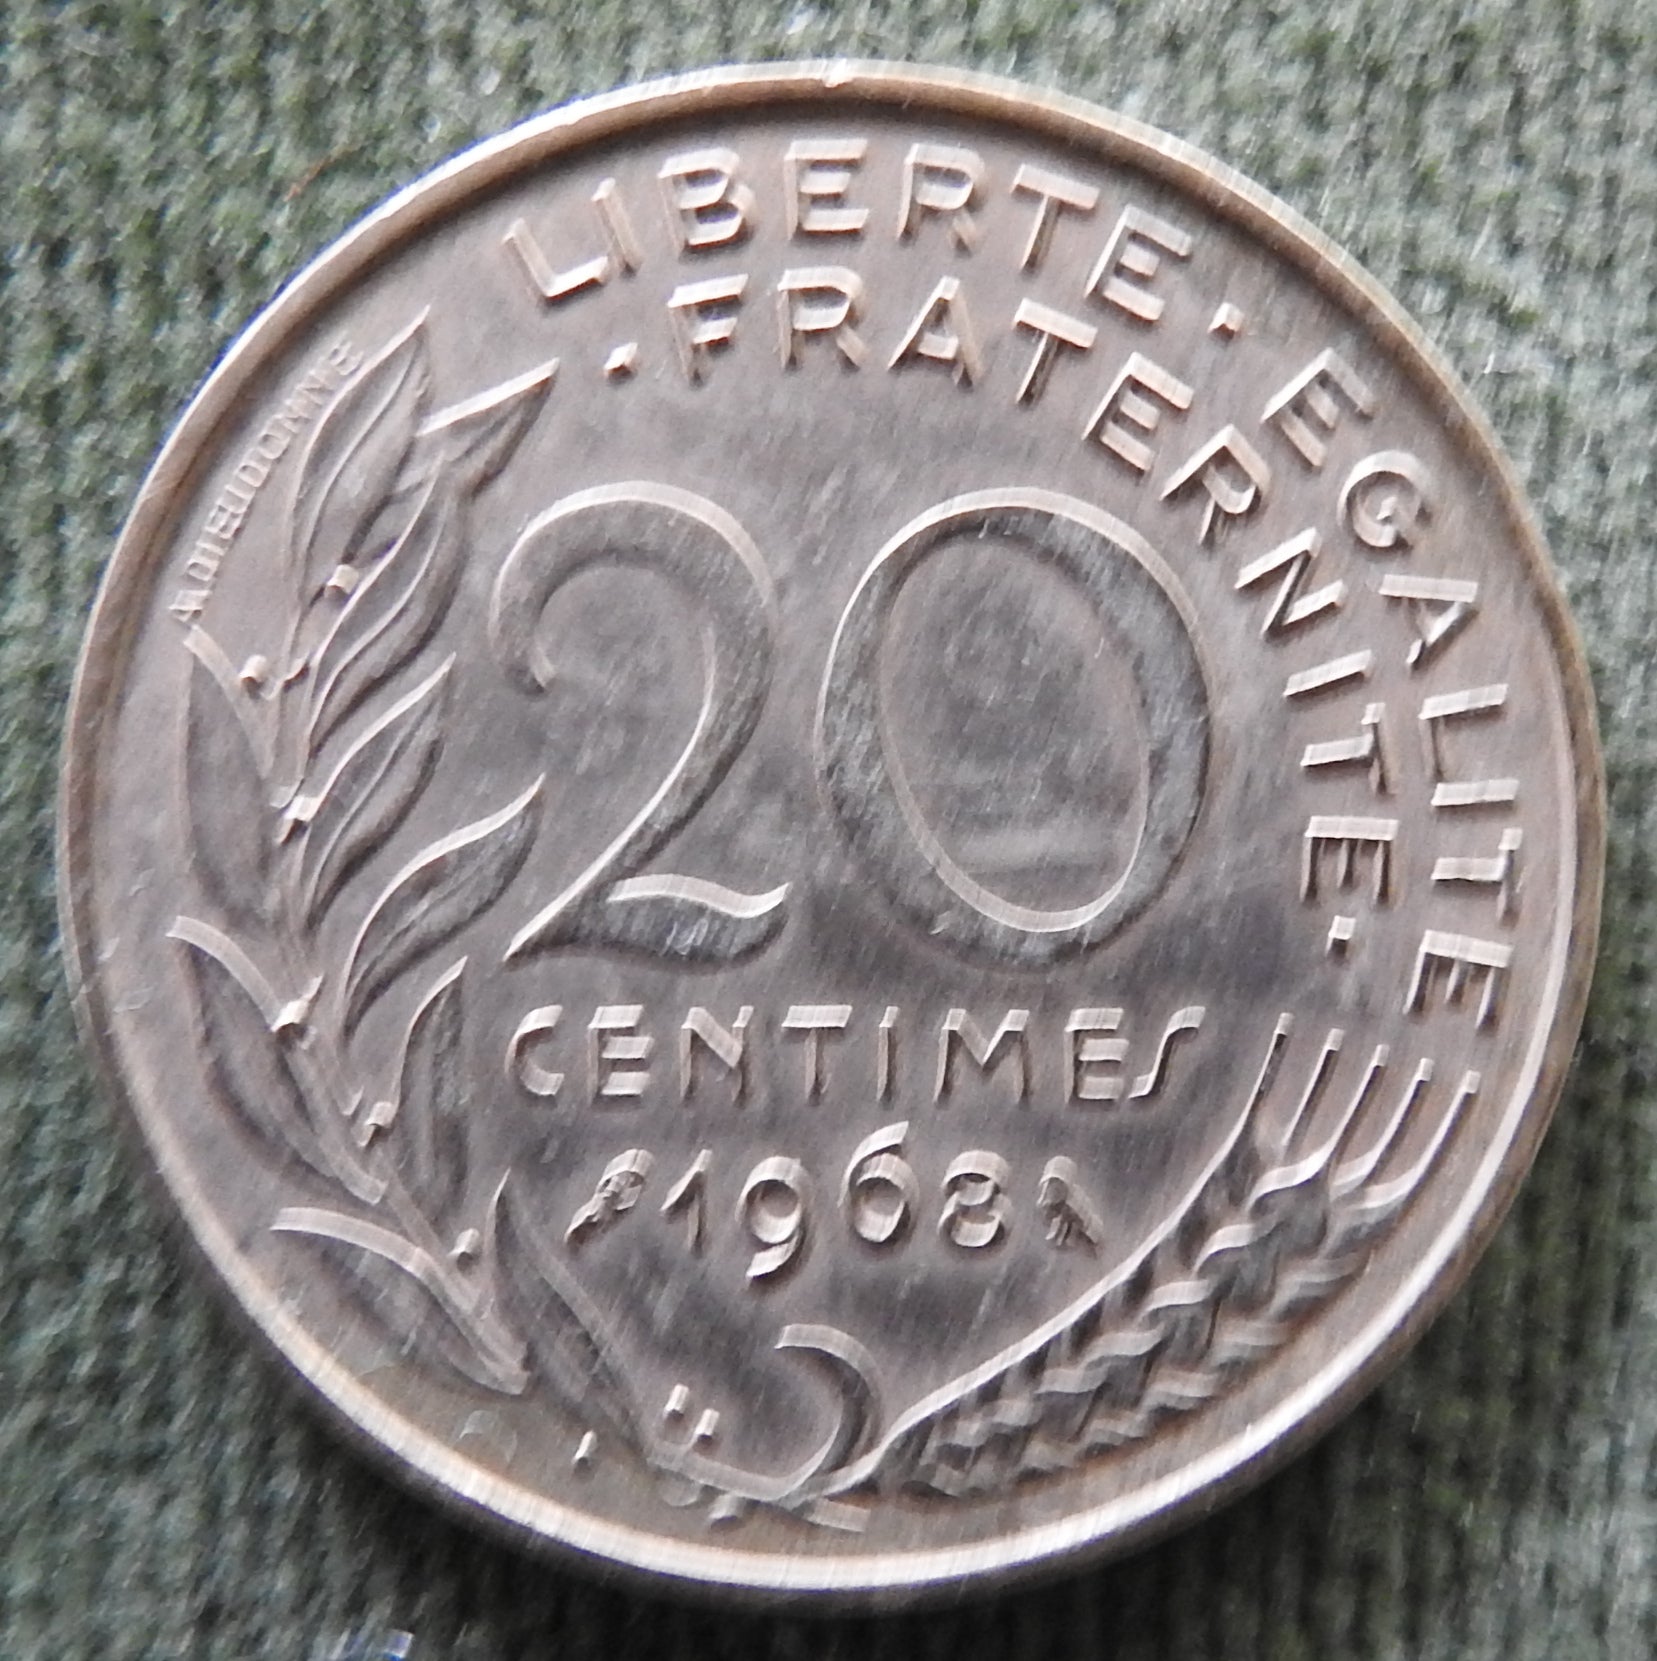 LIBERTE · EGALITE
· FRATERNITE ·
A.DIEUDONNE
20
CENTIMES
1968